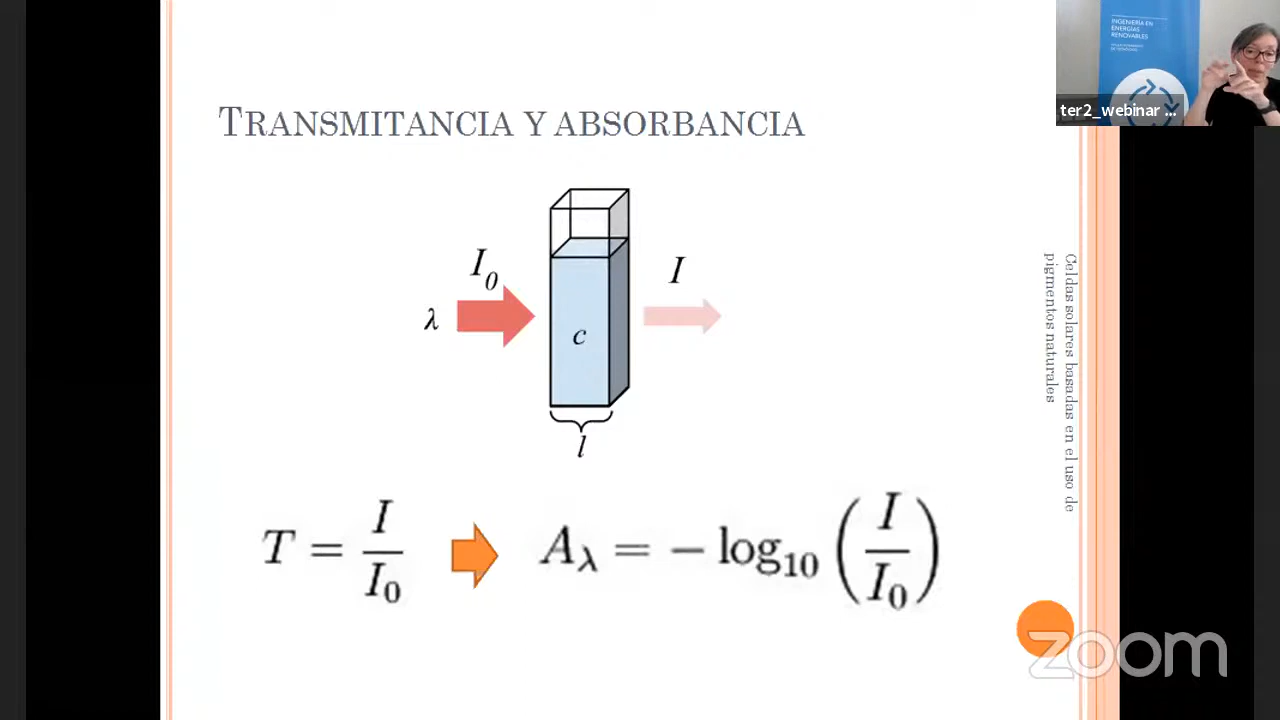 TRANSMITANCIA Y ABSORBANCIA
INGENIERÍA EN
ENERGÍAS
RENOVABLES
ter2_webinar ...
I₀
I
λ
c
l
Celdas solares basadas en el uso de
pigmentos naturales
T = I / I₀
A_λ = − log₁₀ (I / I₀)
zoom